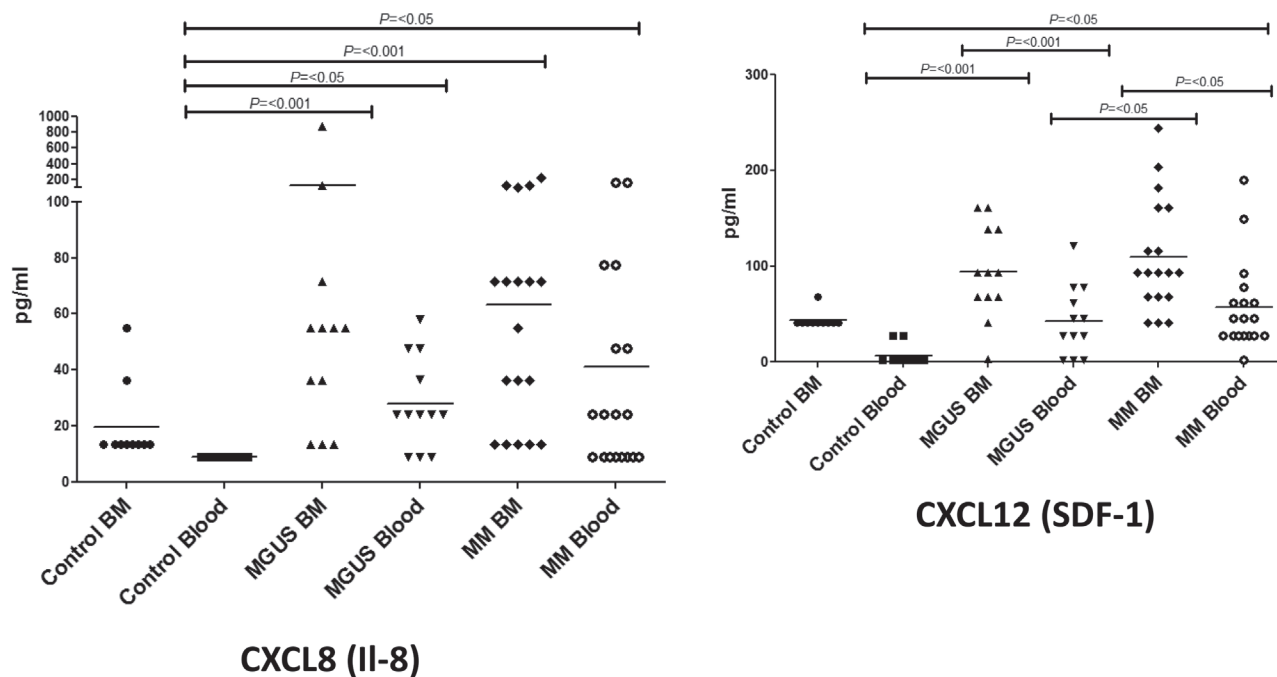 P=<0.05
P=<0.001
P=<0.05
P=<0.001
1000
800
600
400
200
100
80
60
40
20
0
pg/ml
Control BM
Control Blood
MGUS BM
MGUS Blood
MM BM
MM Blood
CXCL8 (Il-8)
P=<0.05
P=<0.001
P=<0.001
P=<0.05
P=<0.05
300
200
100
0
pg/ml
Control BM
Control Blood
MGUS BM
MGUS Blood
MM BM
MM Blood
CXCL12 (SDF-1)